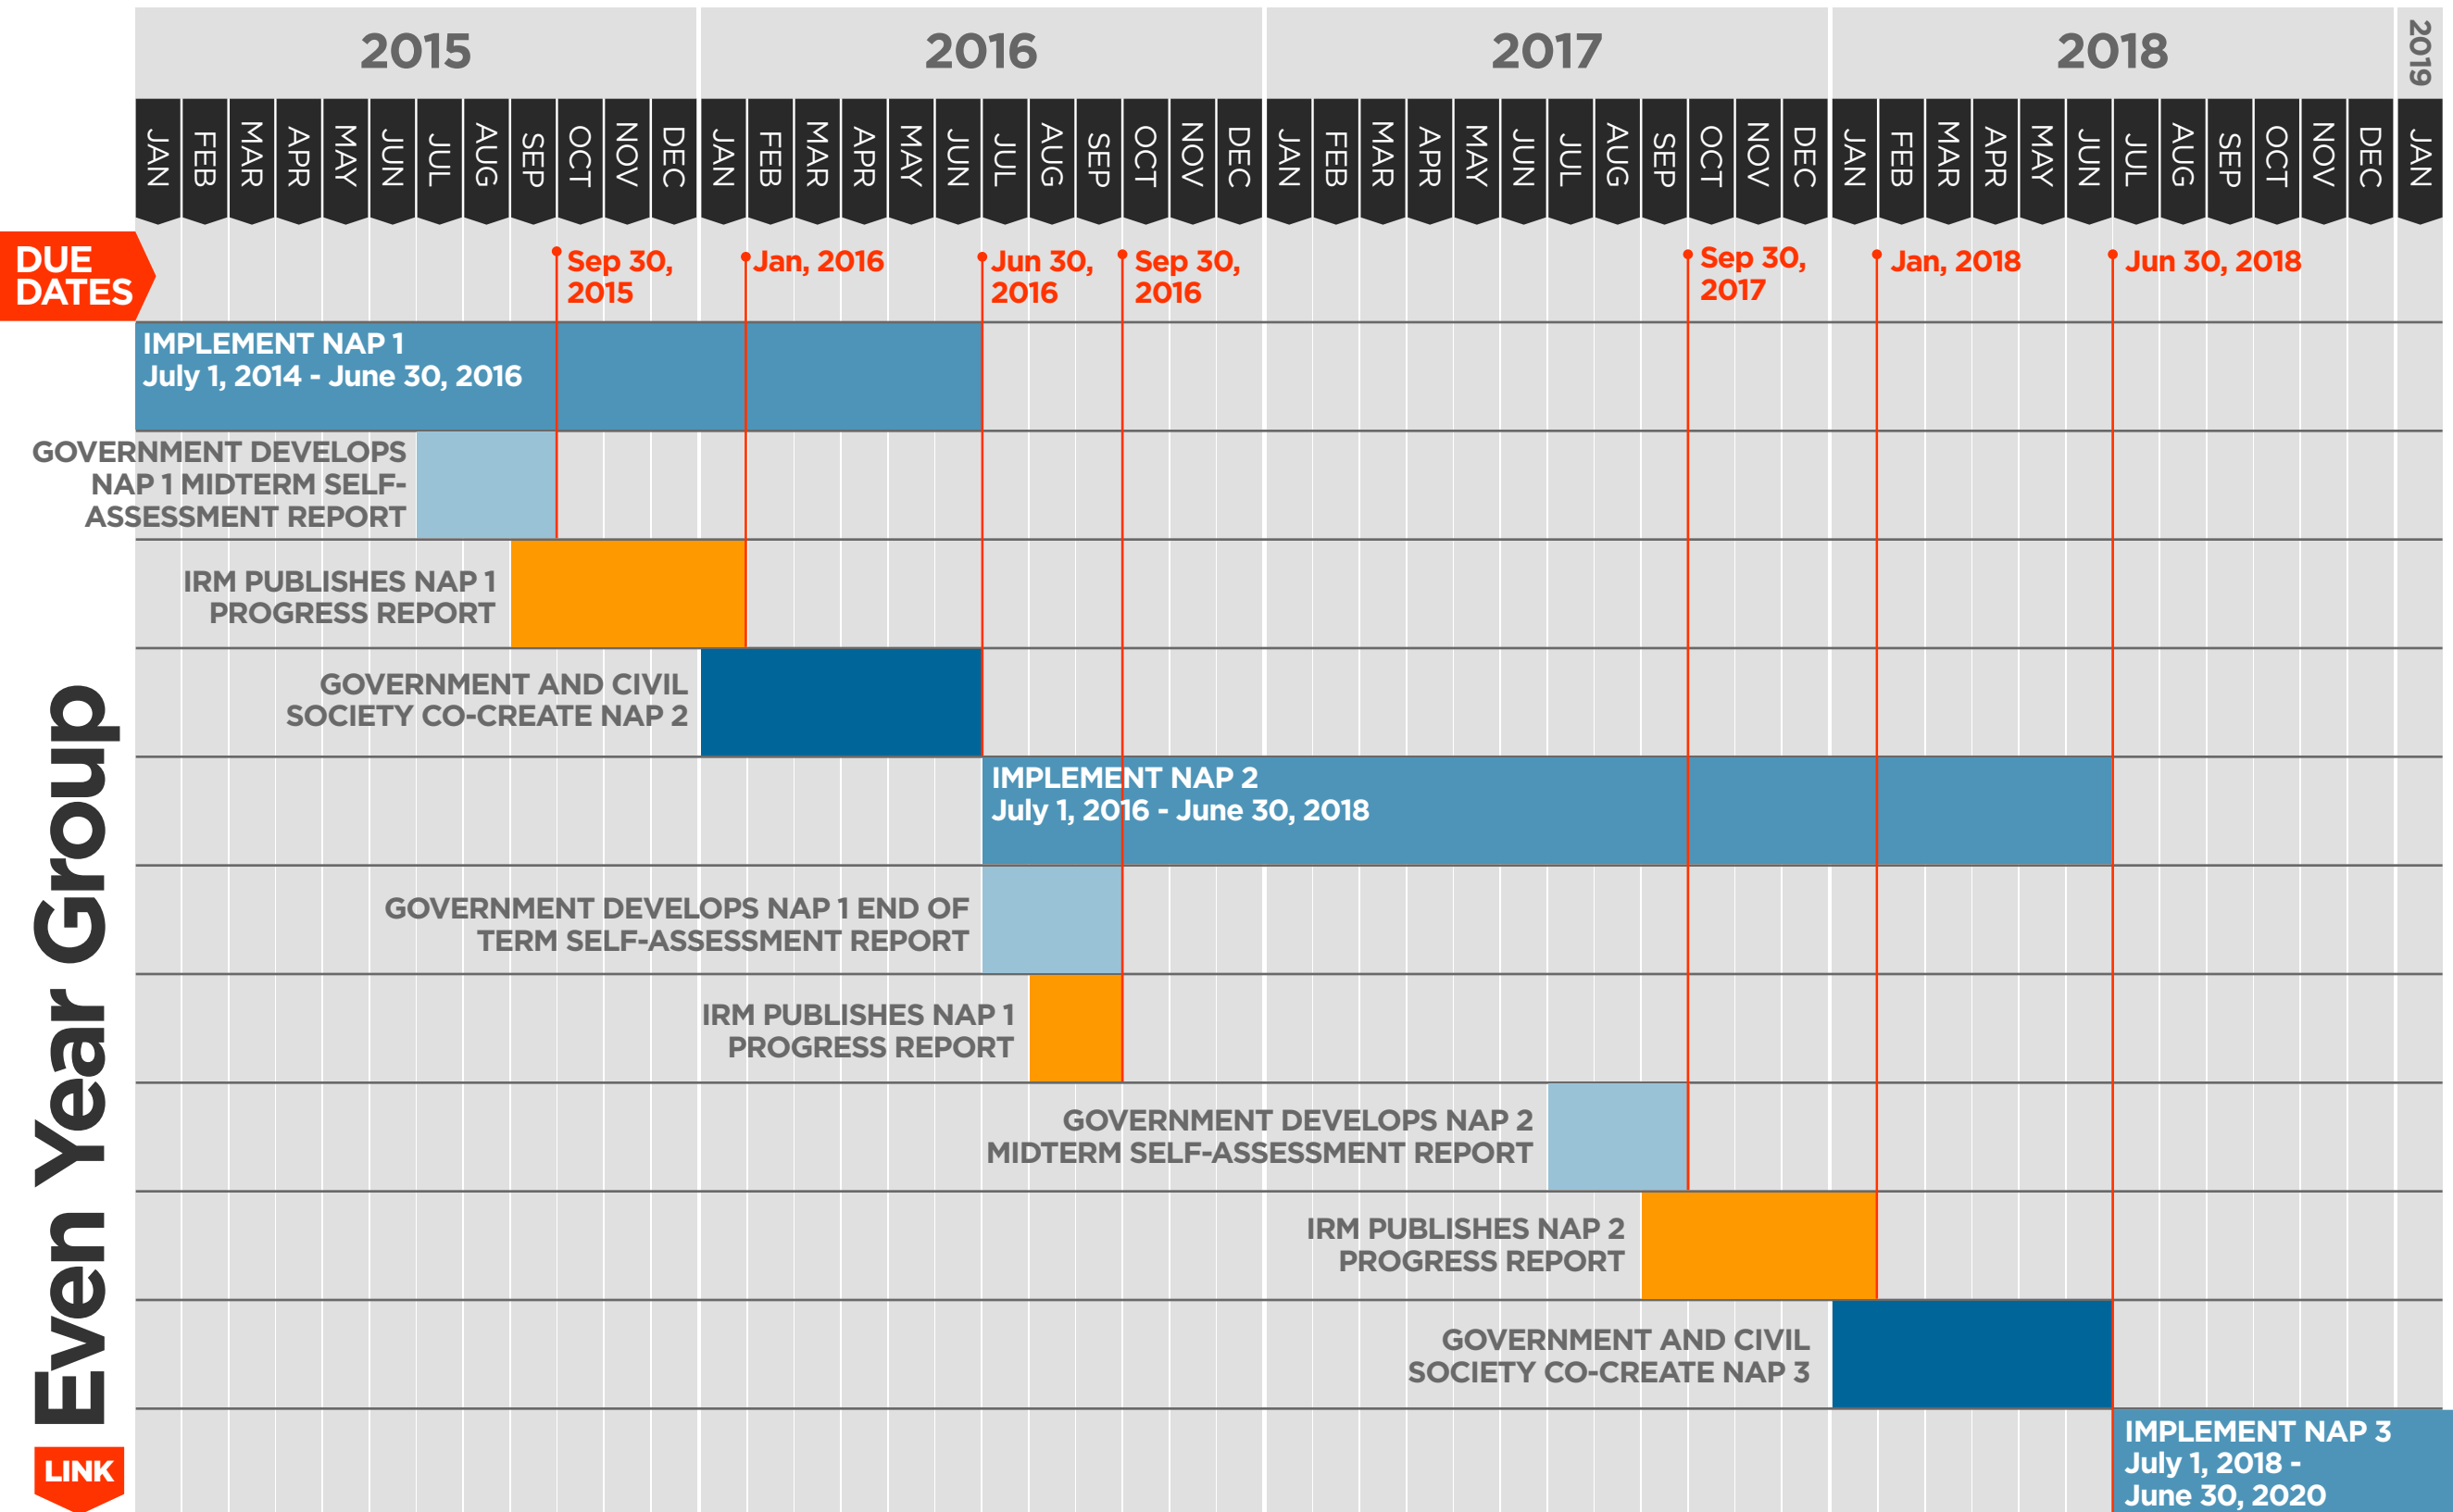 2015 2016 2017 2018 2019
JAN FEB MAR APR MAY JUN JUL AUG SEP OCT NOV DEC JAN FEB MAR APR MAY JUN JUL AUG SEP OCT NOV DEC JAN FEB MAR APR MAY JUN JUL AUG SEP OCT NOV DEC JAN FEB MAR APR MAY JUN JUL AUG SEP OCT NOV DEC JAN
DUE
DATES
Sep 30,
2015
Jan, 2016
Jun 30,
2016
Sep 30,
2016
Sep 30,
2017
Jan, 2018
Jun 30, 2018
IMPLEMENT NAP 1
July 1, 2014 - June 30, 2016
GOVERNMENT DEVELOPS
NAP 1 MIDTERM SELF-
ASSESSMENT REPORT
IRM PUBLISHES NAP 1
PROGRESS REPORT
GOVERNMENT AND CIVIL
SOCIETY CO-CREATE NAP 2
IMPLEMENT NAP 2
July 1, 2016 - June 30, 2018
GOVERNMENT DEVELOPS NAP 1 END OF
TERM SELF-ASSESSMENT REPORT
IRM PUBLISHES NAP 1
PROGRESS REPORT
GOVERNMENT DEVELOPS NAP 2
MIDTERM SELF-ASSESSMENT REPORT
IRM PUBLISHES NAP 2
PROGRESS REPORT
GOVERNMENT AND CIVIL
SOCIETY CO-CREATE NAP 3
IMPLEMENT NAP 3
July 1, 2018 -
June 30, 2020
Even Year Group
LINK